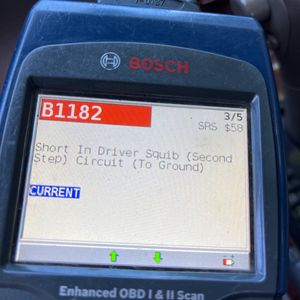 BOSCH
B1182
3/5
SRS $58
Short In Driver Squib (Second
Step) Circuit (To Ground)
CURRENT
Enhanced OBD I & II Scan